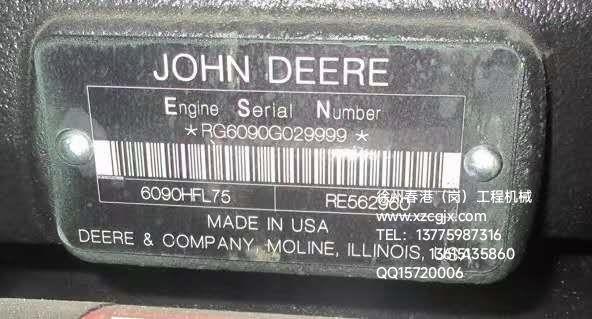 JOHN DEERE
Engine Serial Number
*RG6090G029999*
6090HFL75 RE562960
MADE IN USA
DEERE & COMPANY, MOLINE, ILLINOIS,
徐州春港（岗）工程机械
www.xzcgjx.com
TEL：13775987316
QQ15720006